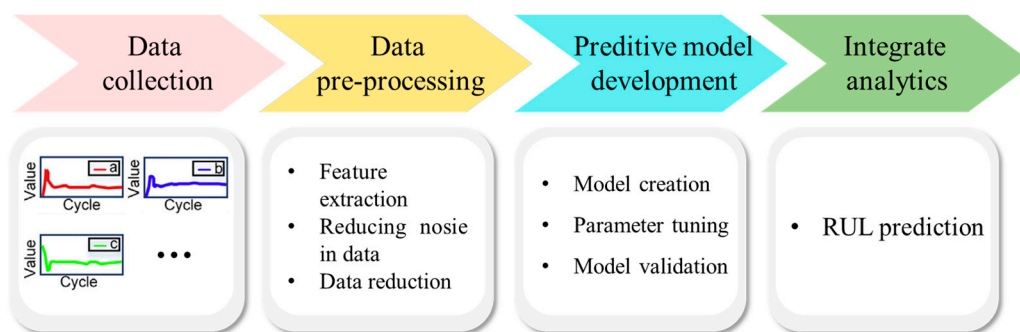 Data
collection
Data
pre-processing
Preditive model
development
Integrate
analytics
Value
a
Cycle
Value
b
Cycle
Value
c
Cycle
•••
• Feature
extraction
• Reducing nosie
in data
• Data reduction
• Model creation
• Parameter tuning
• Model validation
• RUL prediction